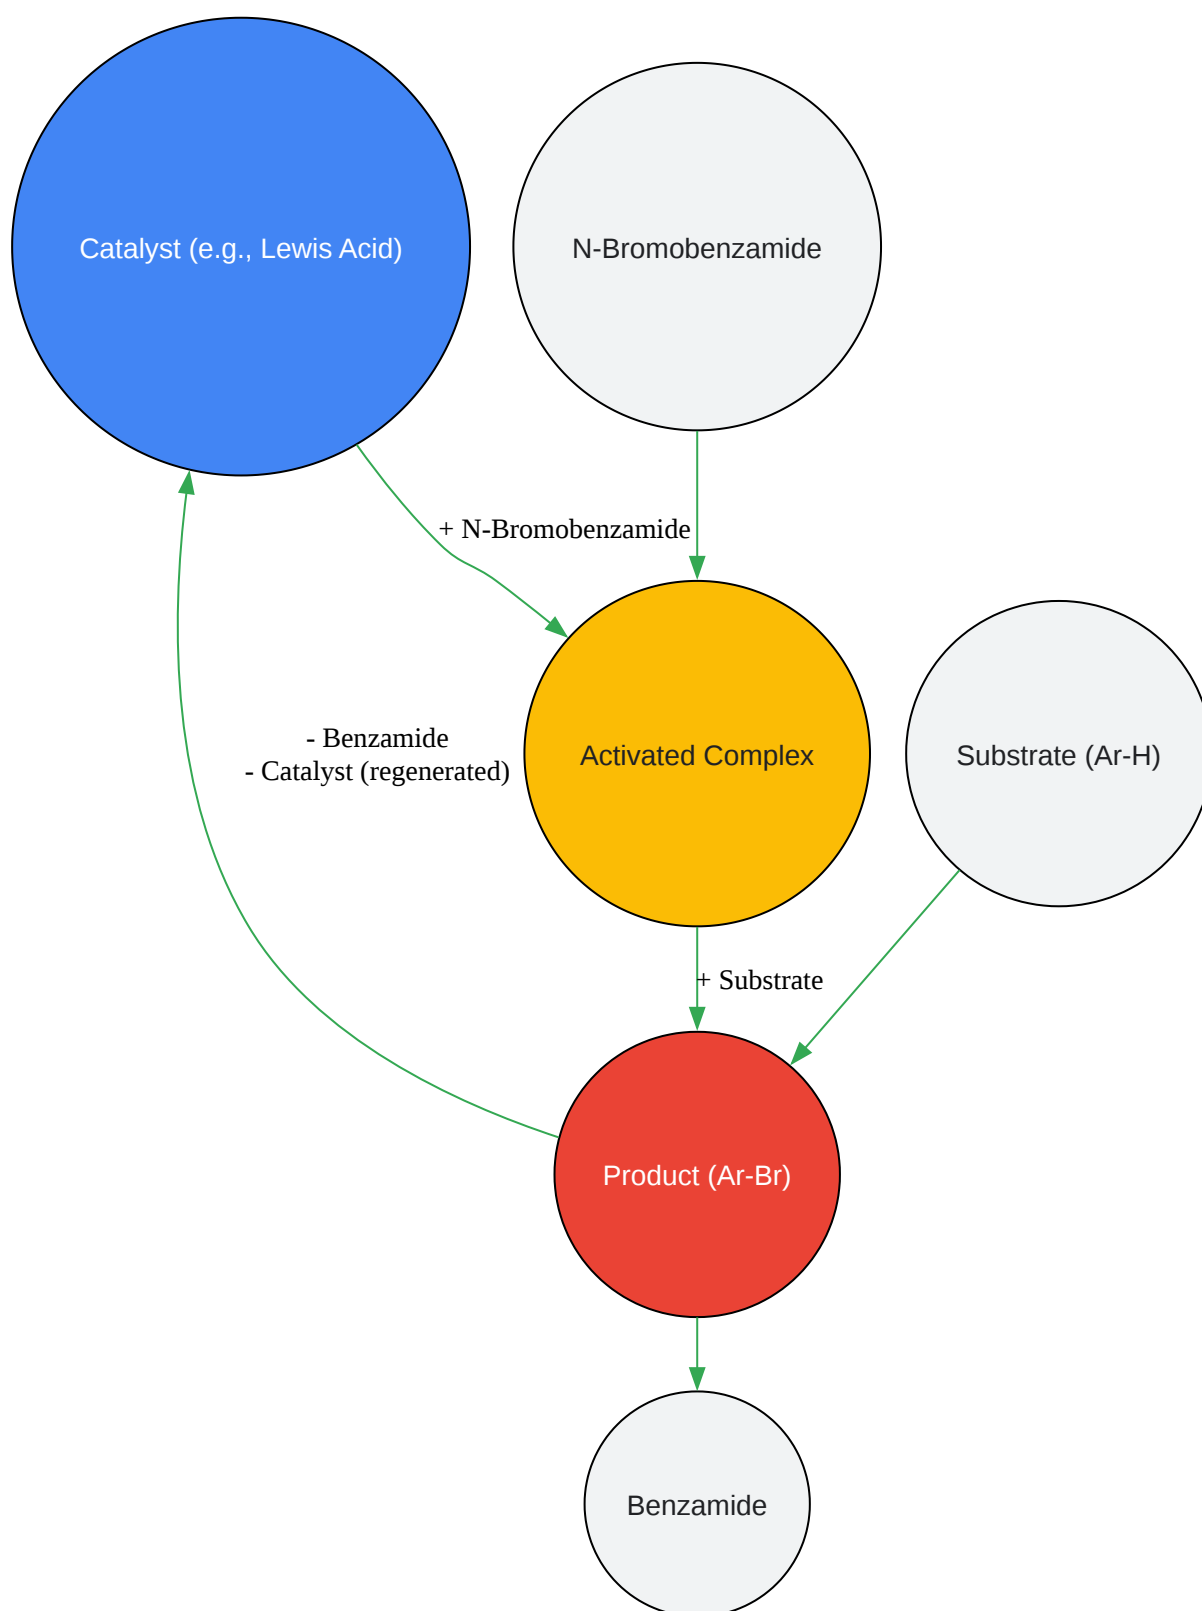 Catalyst (e.g., Lewis Acid)
N-Bromobenzamide
+ N-Bromobenzamide
- Benzamide
- Catalyst (regenerated)
Activated Complex
Substrate (Ar-H)
+ Substrate
Product (Ar-Br)
Benzamide